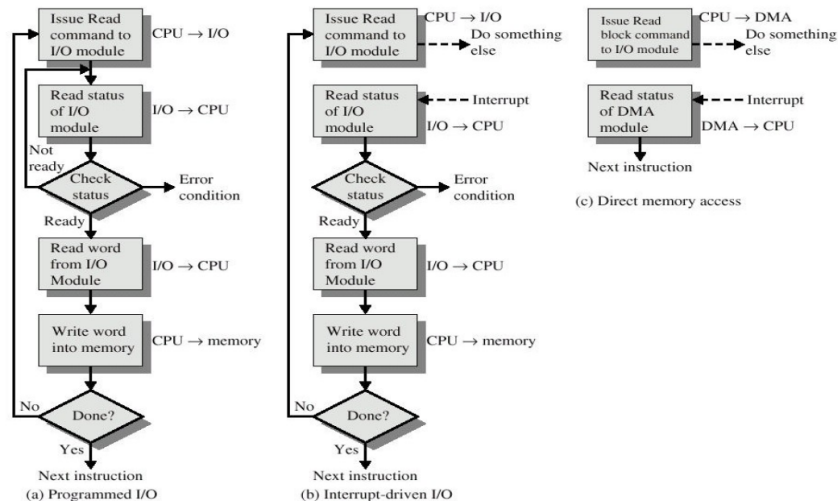 Issue Read
command to
I/O module
CPU → I/O
Read status
of I/O
module
I/O → CPU
Not
ready
Check
status
Error
condition
Ready
Read word
from I/O
Module
I/O → CPU
Write word
into memory
CPU → memory
No
Done?
Yes
Next instruction
(a) Programmed I/O
Issue Read
command to
I/O module
CPU → I/O
Do something
else
Read status
of I/O
module
Interrupt
I/O → CPU
Check
status
Error
condition
Ready
Read word
from I/O
Module
I/O → CPU
Write word
into memory
CPU → memory
No
Done?
Yes
Next instruction
(b) Interrupt-driven I/O
Issue Read
block command
to I/O module
CPU → DMA
Do something
else
Read status
of DMA
module
Interrupt
DMA → CPU
Next instruction
(c) Direct memory access